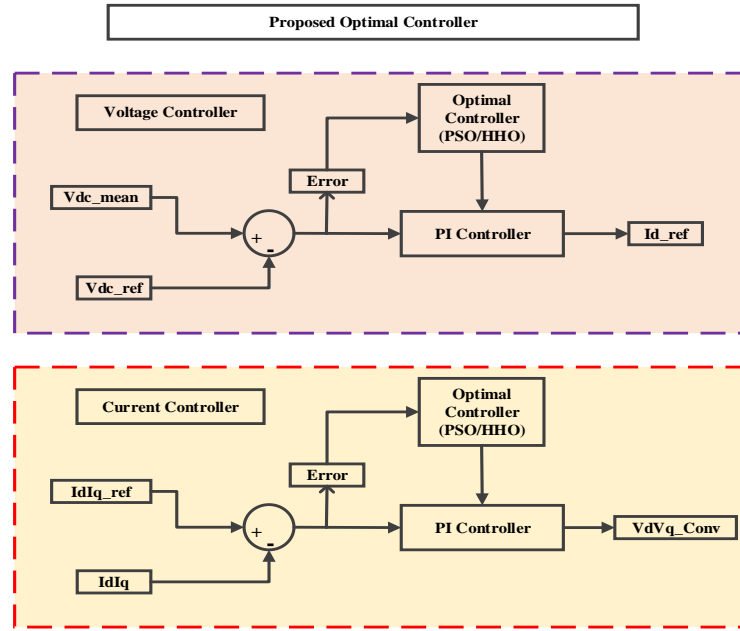 Proposed Optimal Controller
Voltage Controller
Optimal
Controller
(PSO/HHO)
Error
Vdc_mean
+
-
PI Controller
Id_ref
Vdc_ref
Current Controller
Optimal
Controller
(PSO/HHO)
Error
IdIq_ref
+
-
PI Controller
VdVq_Conv
IdIq